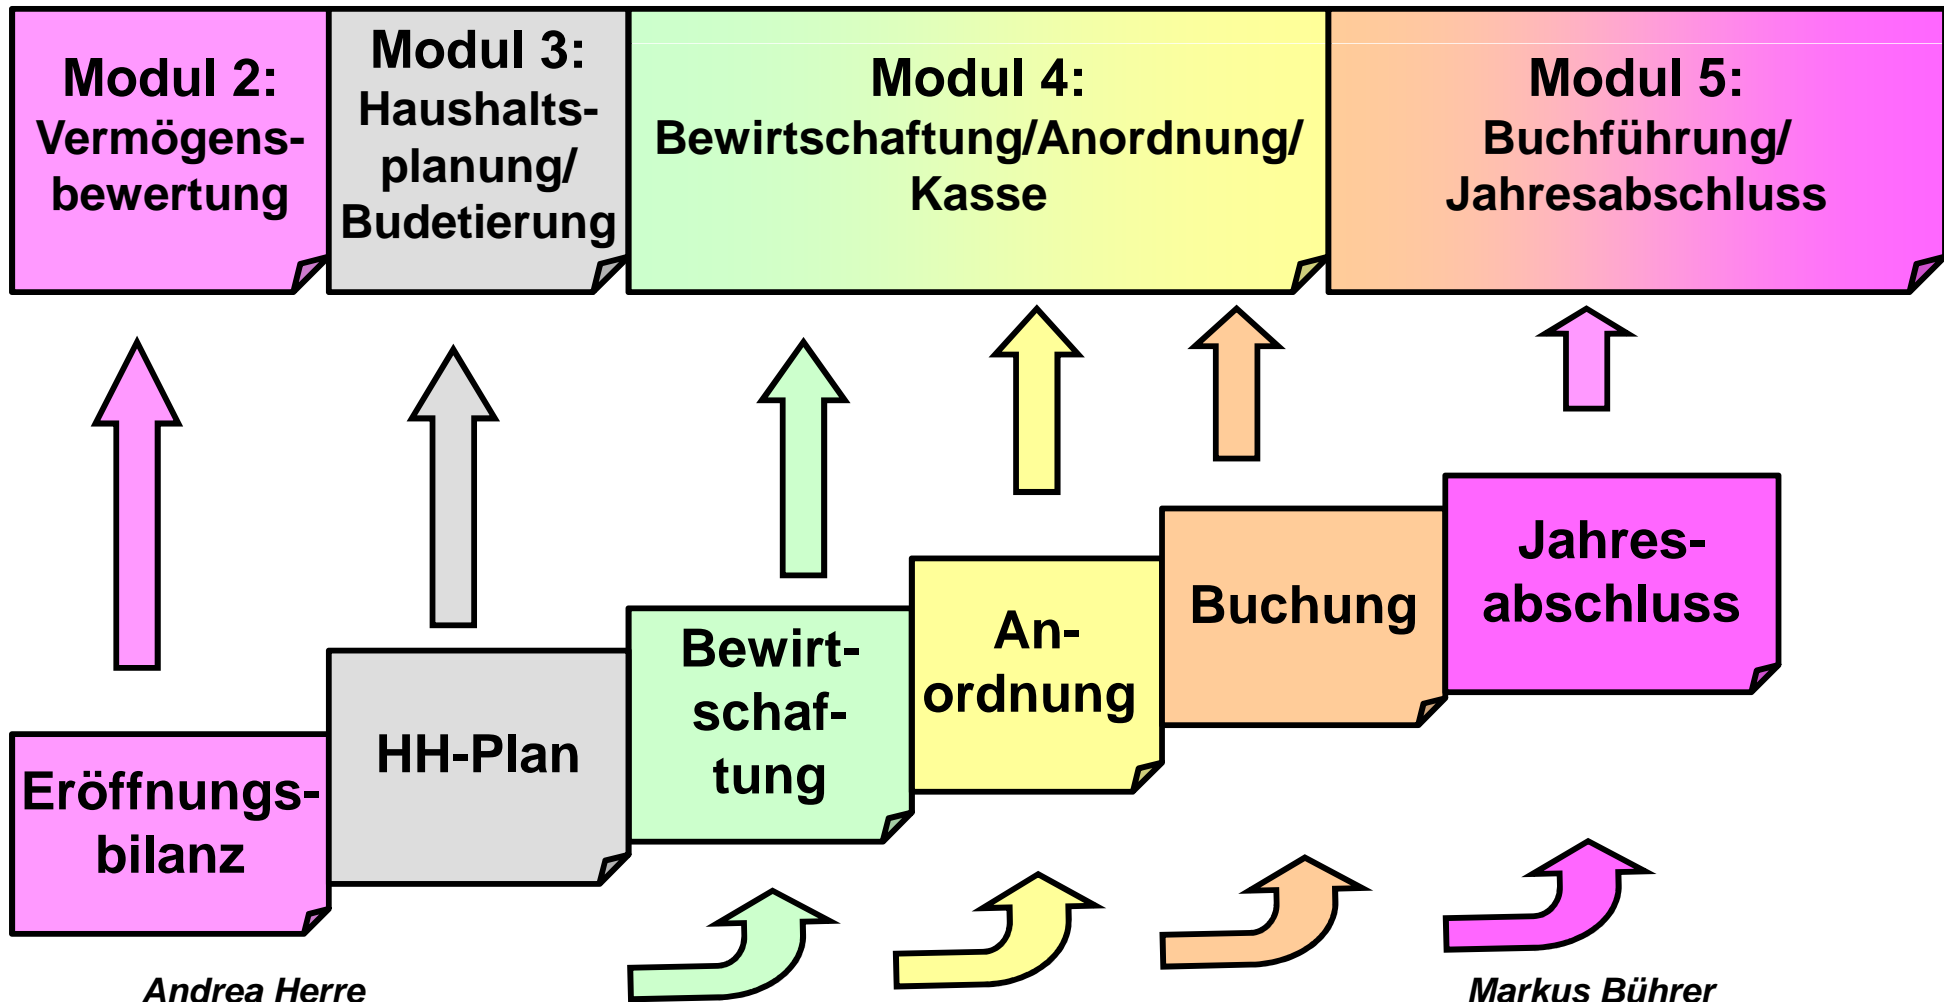 Modul 2:
Vermögens-
bewertung
Modul 3:
Haushalts-
planung/
Budetierung
Modul 4:
Bewirtschaftung/Anordnung/
Kasse
Modul 5:
Buchführung/
Jahresabschluss
Eröffnungs-
bilanz
HH-Plan
Bewirt-
schaf-
tung
An-
ordnung
Buchung
Jahres-
abschluss
Andrea Herre
Markus Bührer